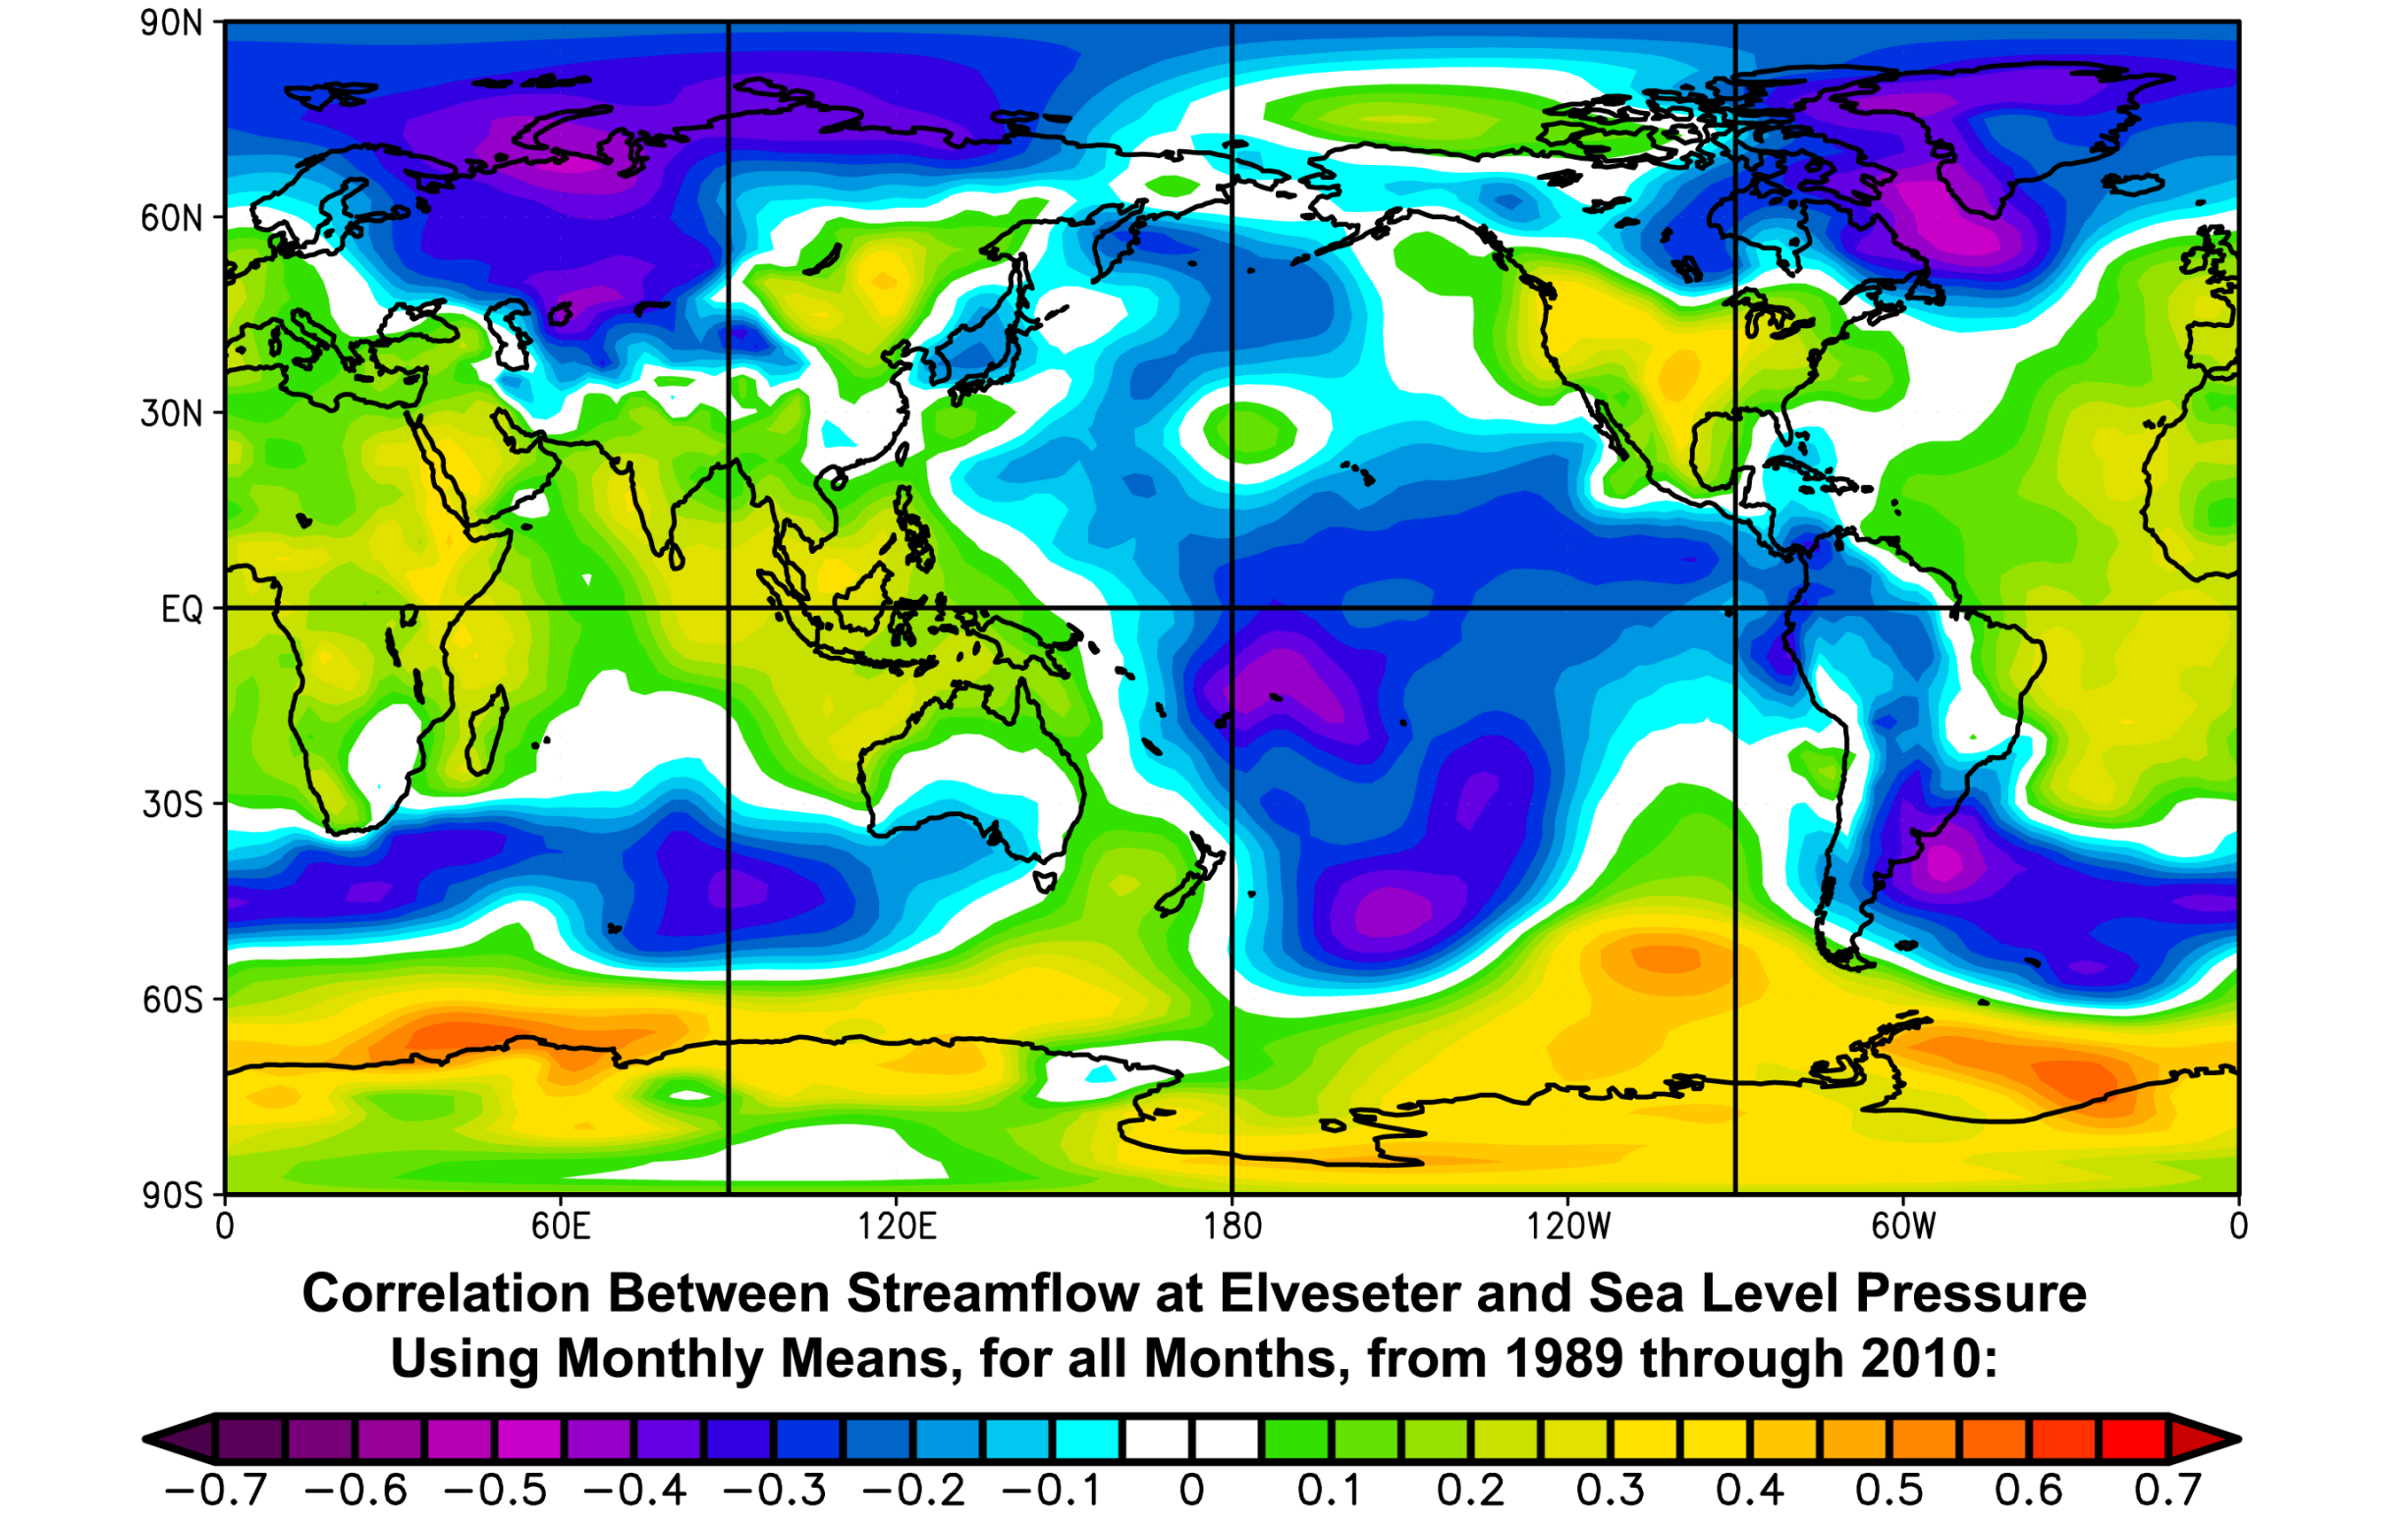 90N
60N
30N
EQ
30S
60S
90S
0 60E 120E 180 120W 60W 0
Correlation Between Streamflow at Elveseter and Sea Level Pressure
Using Monthly Means, for all Months, from 1989 through 2010:
−0.7 −0.6 −0.5 −0.4 −0.3 −0.2 −0.1 0 0.1 0.2 0.3 0.4 0.5 0.6 0.7